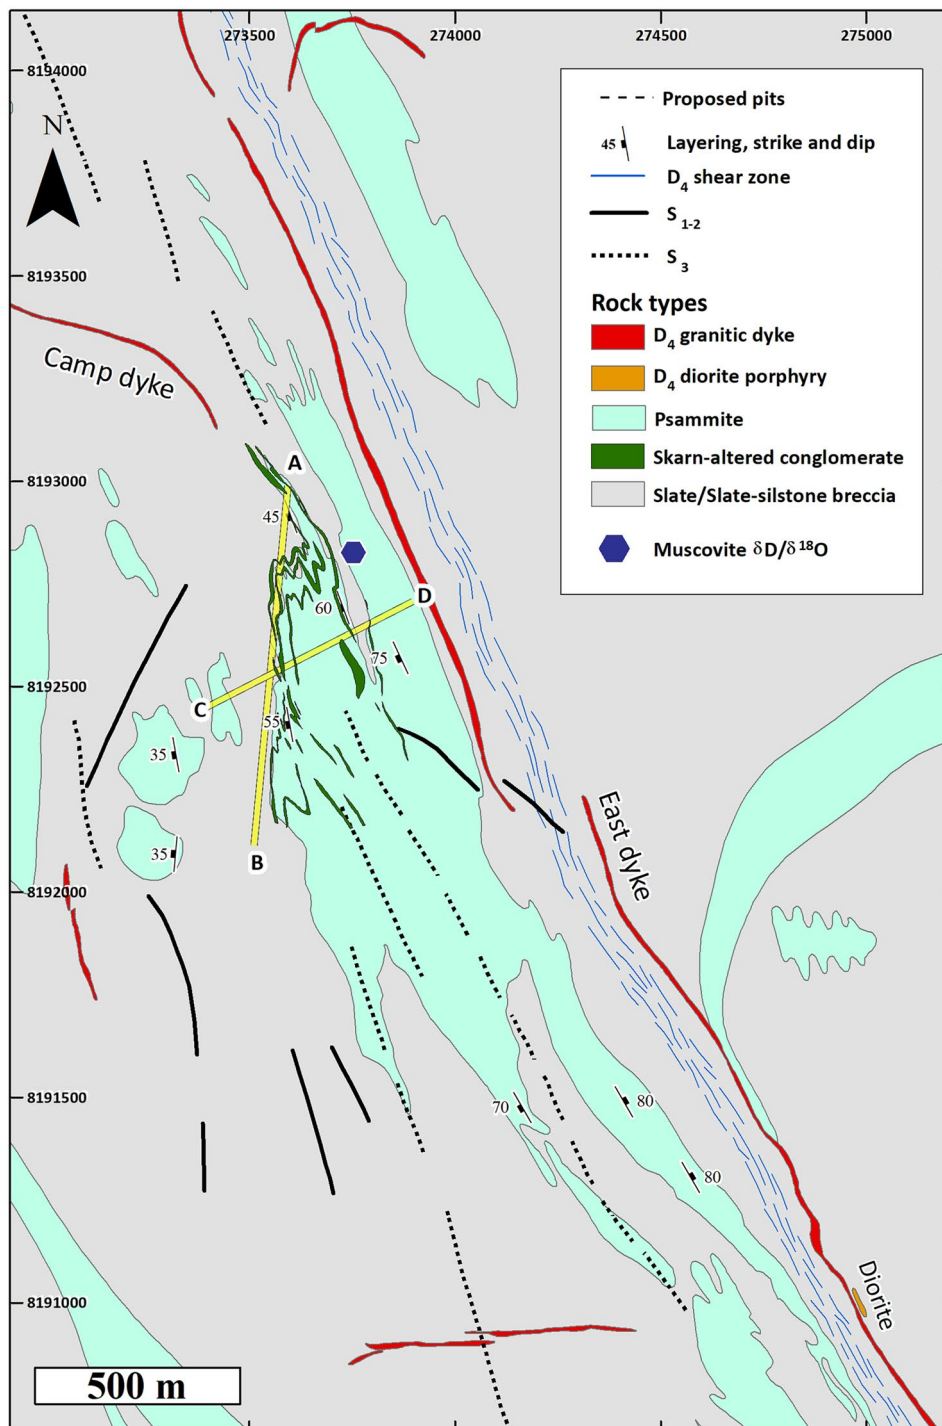 273500 274000 274500 275000
8194000
N
8193500
8193000
8192500
8192000
8191500
8191000
Proposed pits
45 Layering, strike and dip
D4 shear zone
S1-2
S3
Rock types
D4 granitic dyke
D4 diorite porphyry
Psammite
Skarn-altered conglomerate
Slate/Slate-silstone breccia
Muscovite δD/δ18O
Camp dyke
A
45
60
D
75
C
55
35
B
35
East dyke
70
80
80
Diorite
500 m